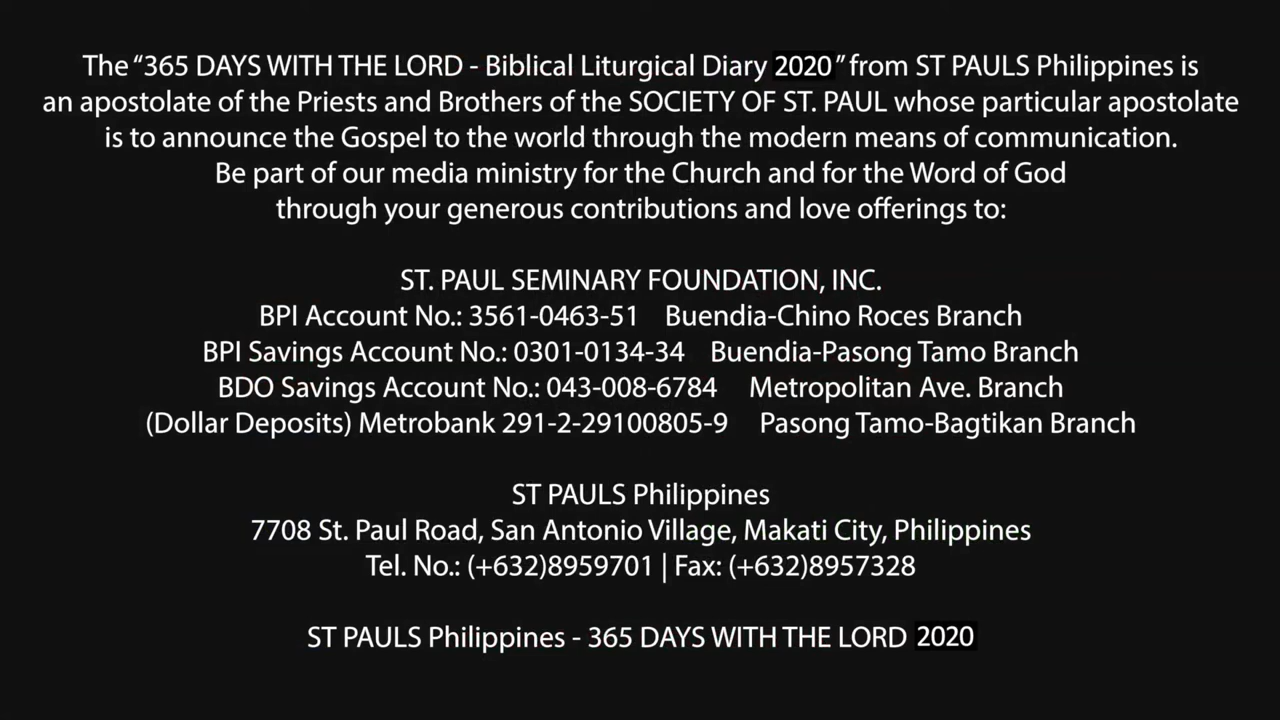 The “365 DAYS WITH THE LORD - Biblical Liturgical Diary 2020” from ST PAULS Philippines is
an apostolate of the Priests and Brothers of the SOCIETY OF ST. PAUL whose particular apostolate
is to announce the Gospel to the world through the modern means of communication.
Be part of our media ministry for the Church and for the Word of God
through your generous contributions and love offerings to:
ST. PAUL SEMINARY FOUNDATION, INC.
BPI Account No.: 3561-0463-51 Buendia-Chino Roces Branch
BPI Savings Account No.: 0301-0134-34 Buendia-Pasong Tamo Branch
BDO Savings Account No.: 043-008-6784 Metropolitan Ave. Branch
(Dollar Deposits) Metrobank 291-2-29100805-9 Pasong Tamo-Bagtikan Branch
ST PAULS Philippines
7708 St. Paul Road, San Antonio Village, Makati City, Philippines
Tel. No.: (+632)8959701 | Fax: (+632)8957328
ST PAULS Philippines - 365 DAYS WITH THE LORD 2020